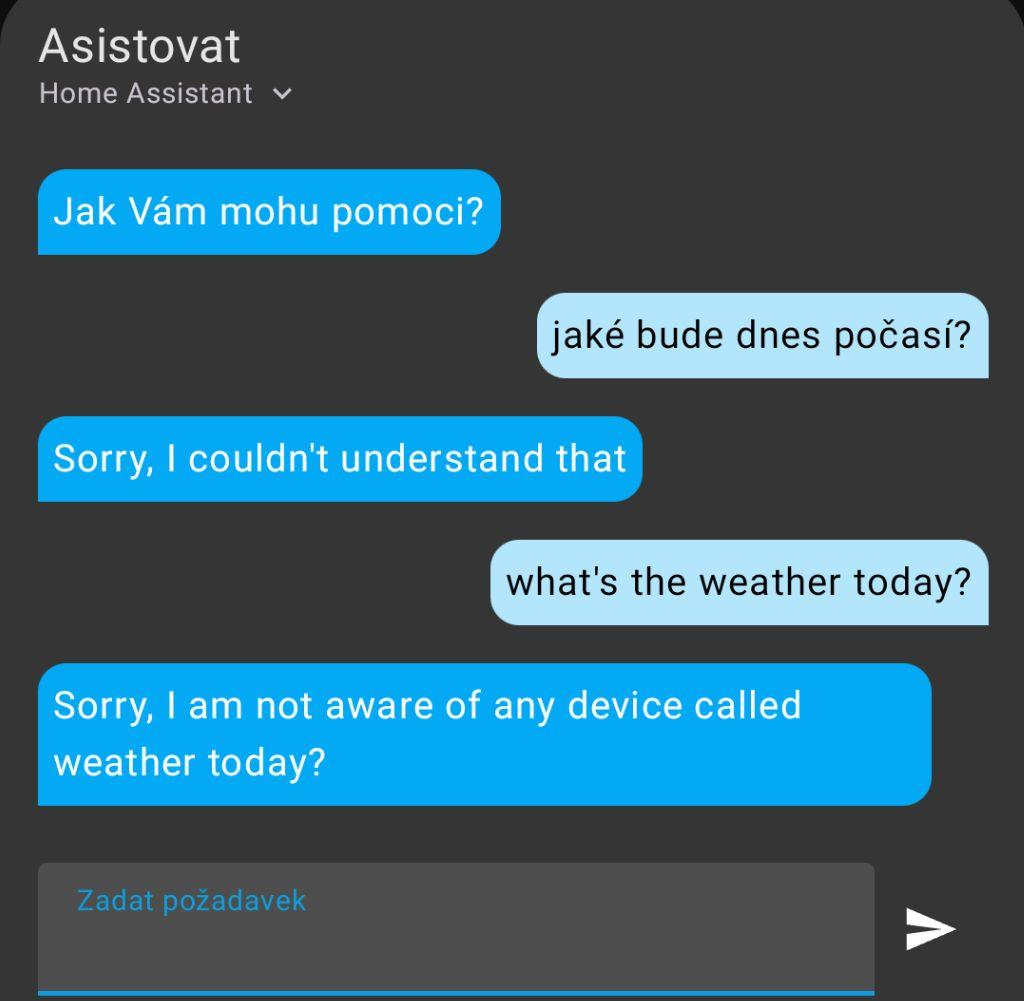 Asistovat
Home Assistant
Jak Vám mohu pomoci?
jaké bude dnes počasí?
Sorry, I couldn't understand that
what's the weather today?
Sorry, I am not aware of any device called
weather today?
Zadat požadavek